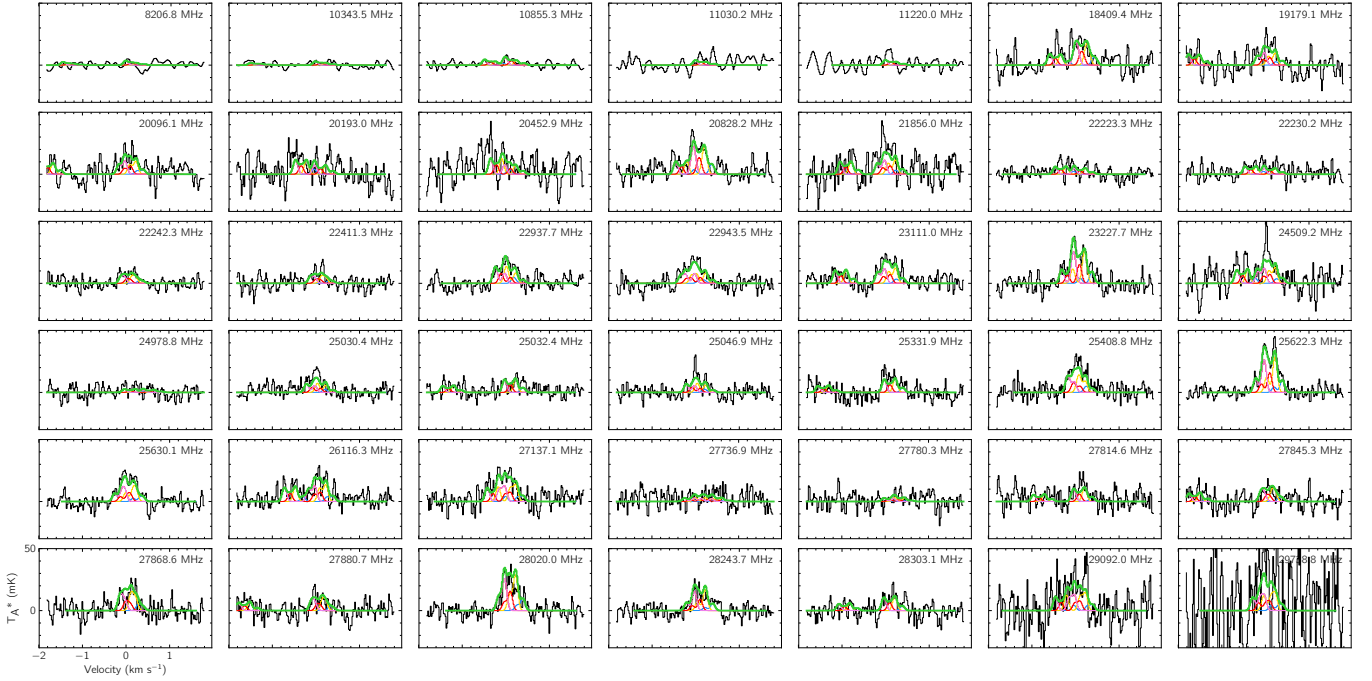 8206.8 MHz
10343.5 MHz
10855.3 MHz
11030.2 MHz
11220.0 MHz
18409.4 MHz
19179.1 MHz
20096.1 MHz
20193.0 MHz
20452.9 MHz
20828.2 MHz
21856.0 MHz
22223.3 MHz
22230.2 MHz
22242.3 MHz
22411.3 MHz
22937.7 MHz
22943.5 MHz
23111.0 MHz
23227.7 MHz
24509.2 MHz
24978.8 MHz
25030.4 MHz
25032.4 MHz
25046.9 MHz
25331.9 MHz
25408.8 MHz
25622.3 MHz
25630.1 MHz
26116.3 MHz
27137.1 MHz
27736.9 MHz
27780.3 MHz
27814.6 MHz
27845.3 MHz
27868.6 MHz
27880.7 MHz
28020.0 MHz
28243.7 MHz
28303.1 MHz
29092.0 MHz
MHz
50
0
T_A* (mK)
−2 −1 0 1
Velocity (km s⁻¹)